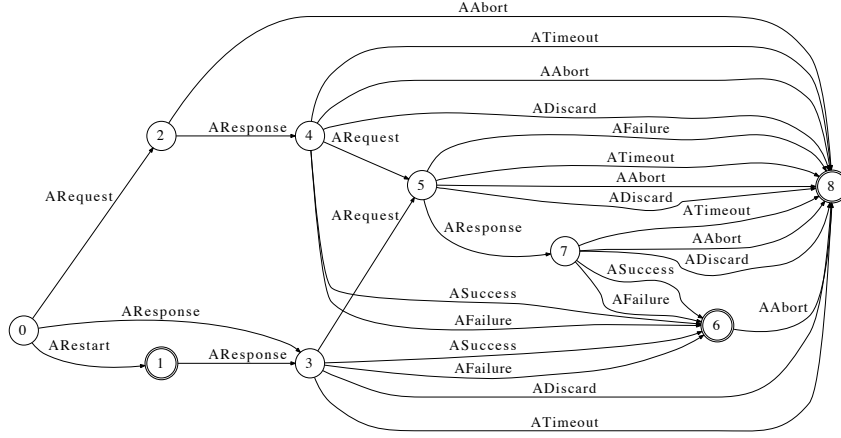 AAbort
ATimeout
AAbort
ADiscard
2
AResponse
4
ARequest
AFailure
ATimeout
AAbort
5
8
ADiscard
ARequest
ARequest
ATimeout
AResponse
AAbort
7
ADiscard
ASuccess
ASuccess
AFailure
AAbort
AResponse
AFailure
6
0
ARestart
ASuccess
AResponse
1
3
AFailure
ADiscard
ATimeout